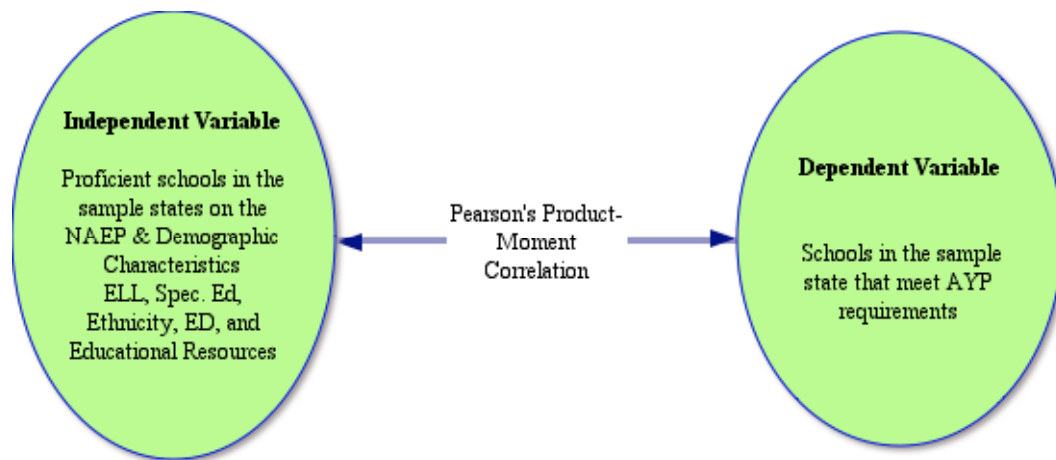 Independent Variable
Proficient schools in the
sample states on the
NAEP & Demographic
Characteristics
ELL, Spec. Ed,
Ethnicity, ED, and
Educational Resources
Pearson's Product-
Moment
Correlation
Dependent Variable
Schools in the sample
state that meet AYP
requirements